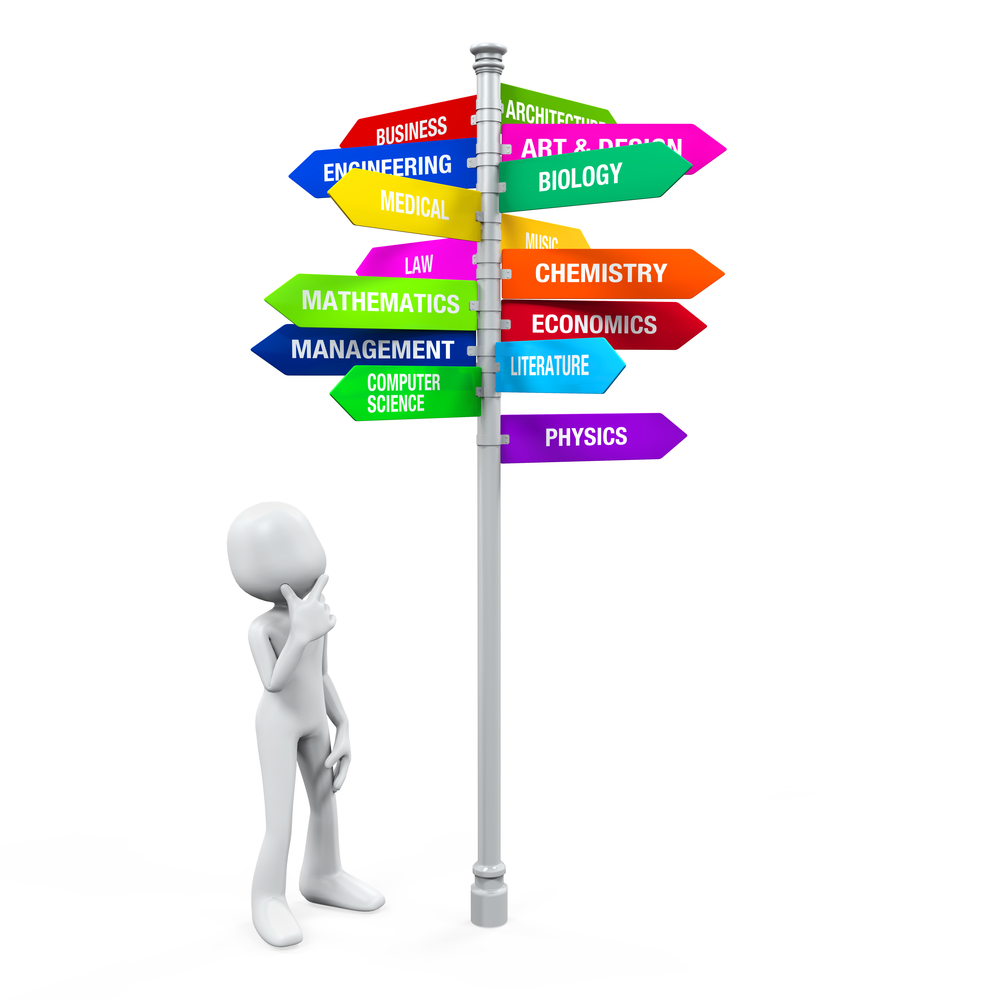 BUSINESS
ENGINEERING
MEDICAL
LAW
MATHEMATICS
MANAGEMENT
COMPUTER
SCIENCE
ARCHITECTURE
ART & DESIGN
BIOLOGY
MUSIC
CHEMISTRY
ECONOMICS
LITERATURE
PHYSICS